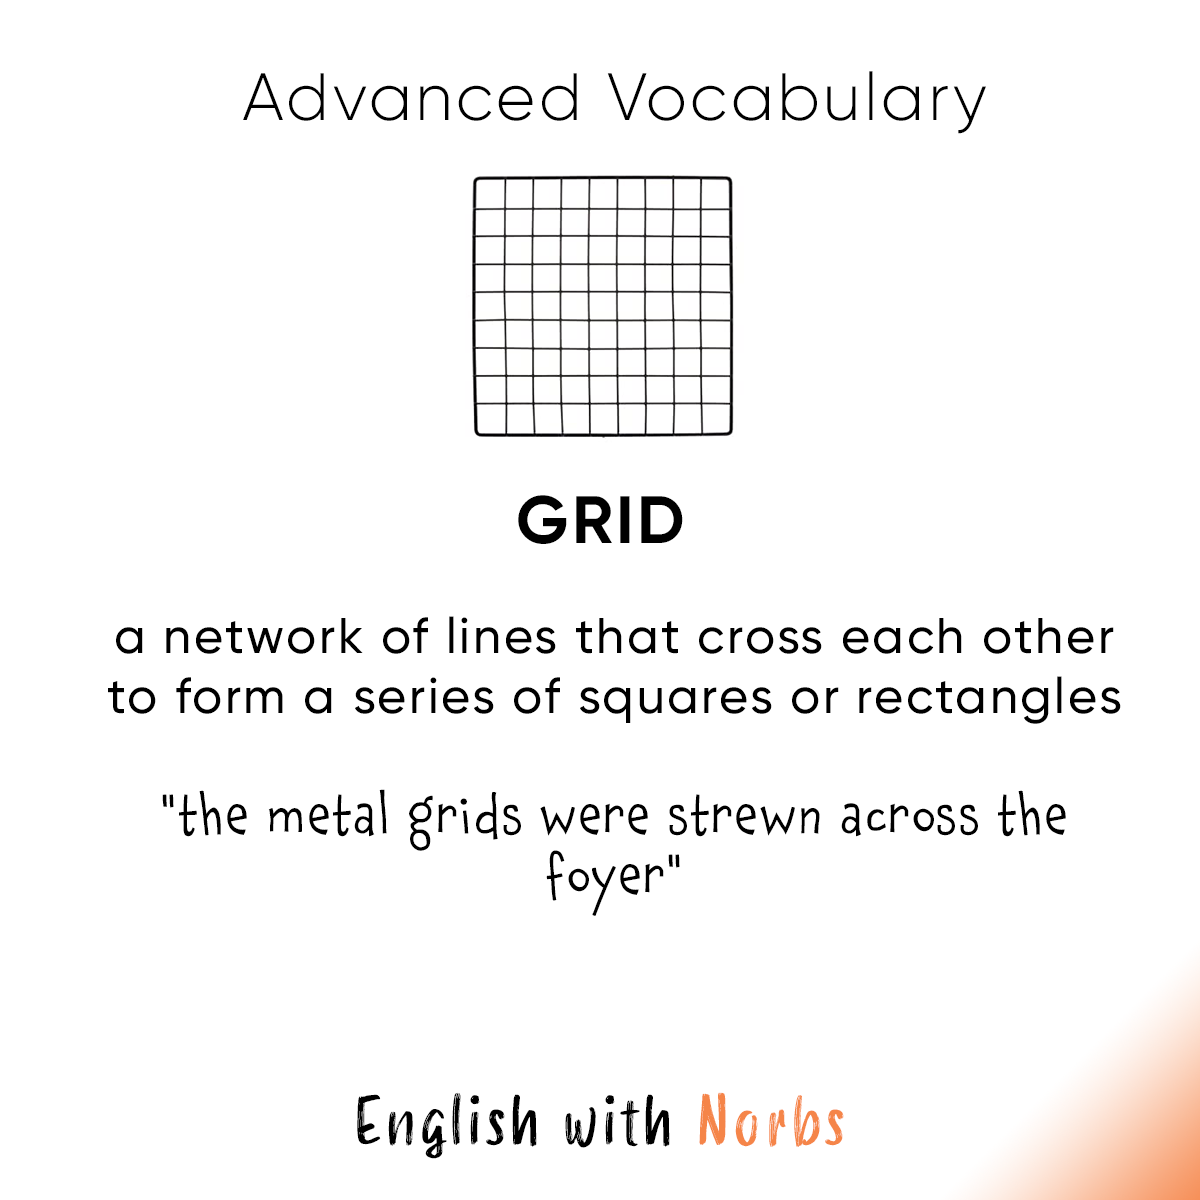 Advanced Vocabulary
GRID
a network of lines that cross each other
to form a series of squares or rectangles
"the metal grids were strewn across the
foyer"
English with Norbs